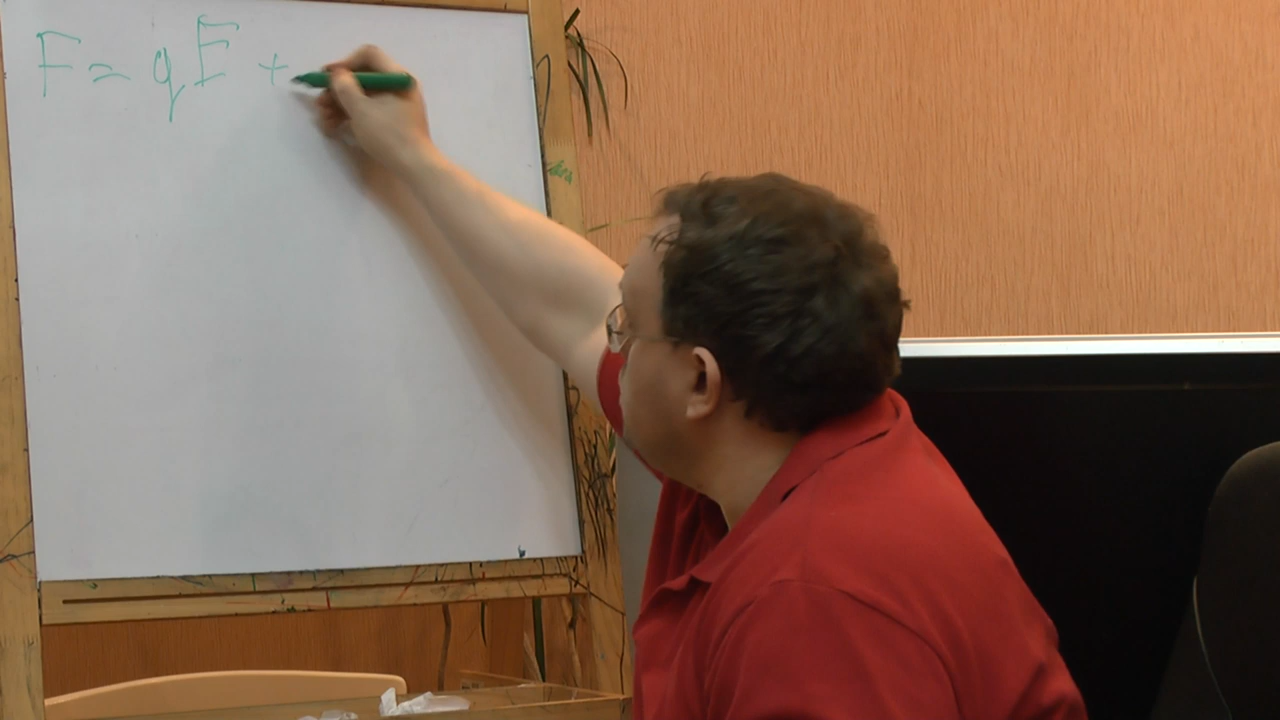 F = qE +